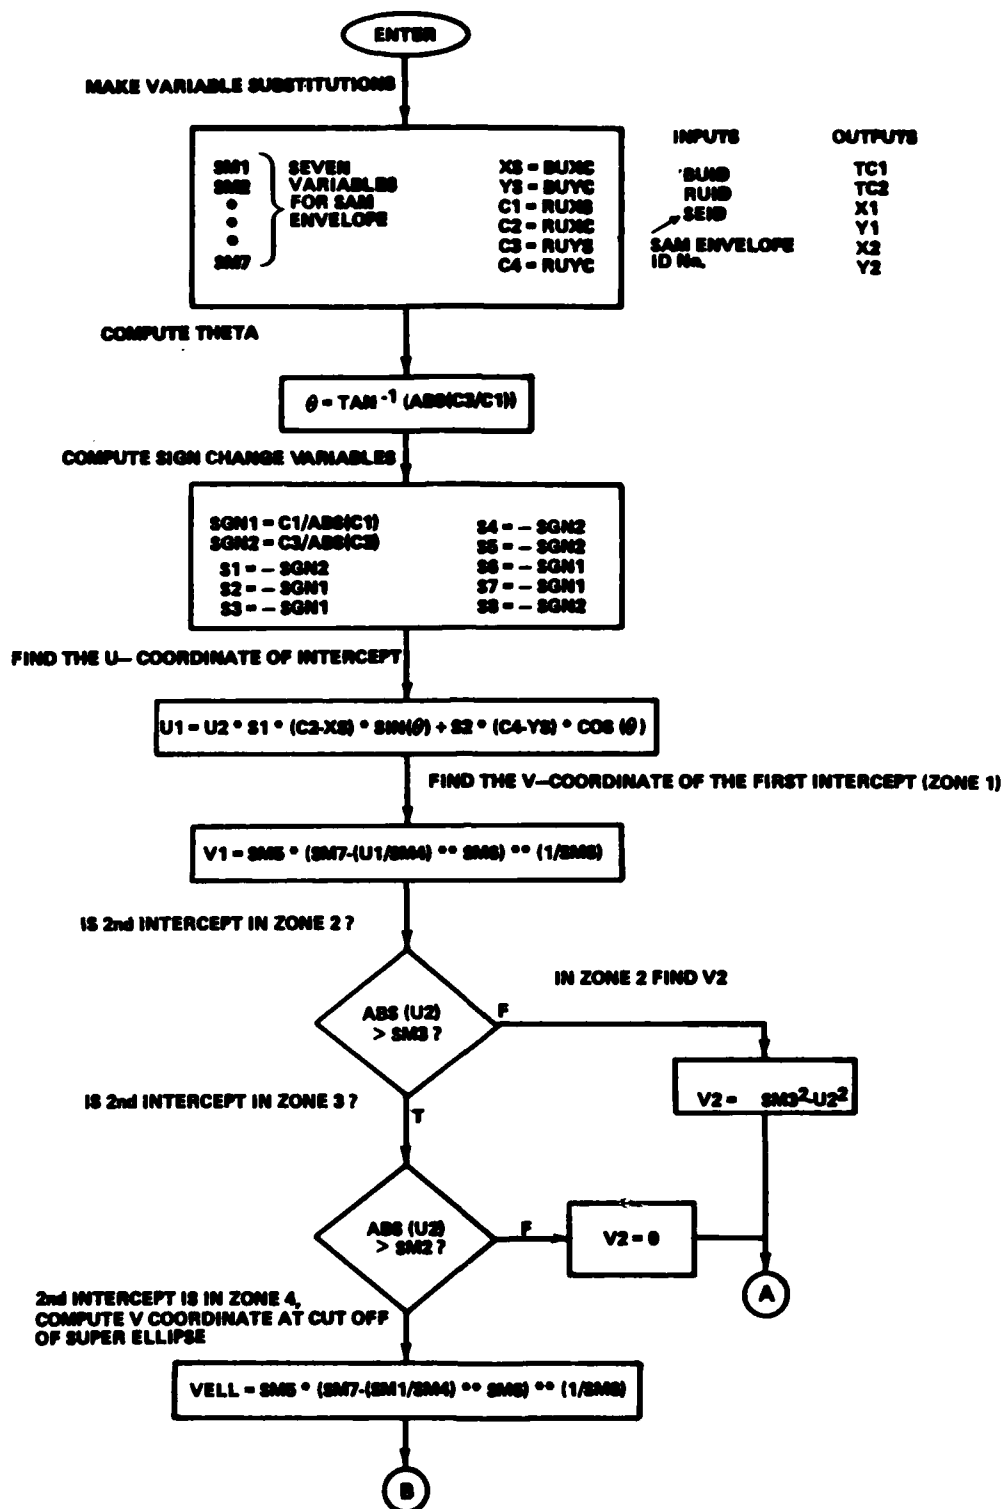 ENTER
MAKE VARIABLE SUBSTITUTIONS
SM1
SM2
SM7
SEVEN
VARIABLES
FOR SAM
ENVELOPE
XS = BUXC
YS = BUYC
C1 = RUXS
C2 = RUXC
C3 = RUYS
C4 = RUYC
INPUTS
BUID
RUID
SEID
SAM ENVELOPE
ID No.
OUTPUTS
TC1
TC2
X1
Y1
X2
Y2
COMPUTE THETA
θ = TAN -1 (ABS(C3/C1))
COMPUTE SIGN CHANGE VARIABLES
SGN1 = C1/ABS(C1)
SGN2 = C3/ABS(C3)
S1 = – SGN2
S2 = – SGN1
S3 = – SGN1
S4 = – SGN2
S5 = – SGN2
S6 = – SGN1
S7 = – SGN1
S8 = – SGN2
FIND THE U– COORDINATE OF INTERCEPT
U1 = U2 * S1 * (C2-XS) * SIN(θ) + S2 * (C4-YS) * COS (θ)
FIND THE V–COORDINATE OF THE FIRST INTERCEPT (ZONE 1)
V1 = SM5 * (SM7-(U1/SM4) ** SM6) ** (1/SM6)
IS 2nd INTERCEPT IN ZONE 2 ?
IN ZONE 2 FIND V2
ABS (U2)
> SM3 ?
F
V2 = SM3²-U2²
IS 2nd INTERCEPT IN ZONE 3 ?
T
ABS (U2)
> SM2 ?
F
V2 = 0
A
2nd INTERCEPT IS IN ZONE 4,
COMPUTE V COORDINATE AT CUT OFF
OF SUPER ELLIPSE
VELL = SM5 * (SM7-(SM1/SM4) ** SM6) ** (1/SM6)
B